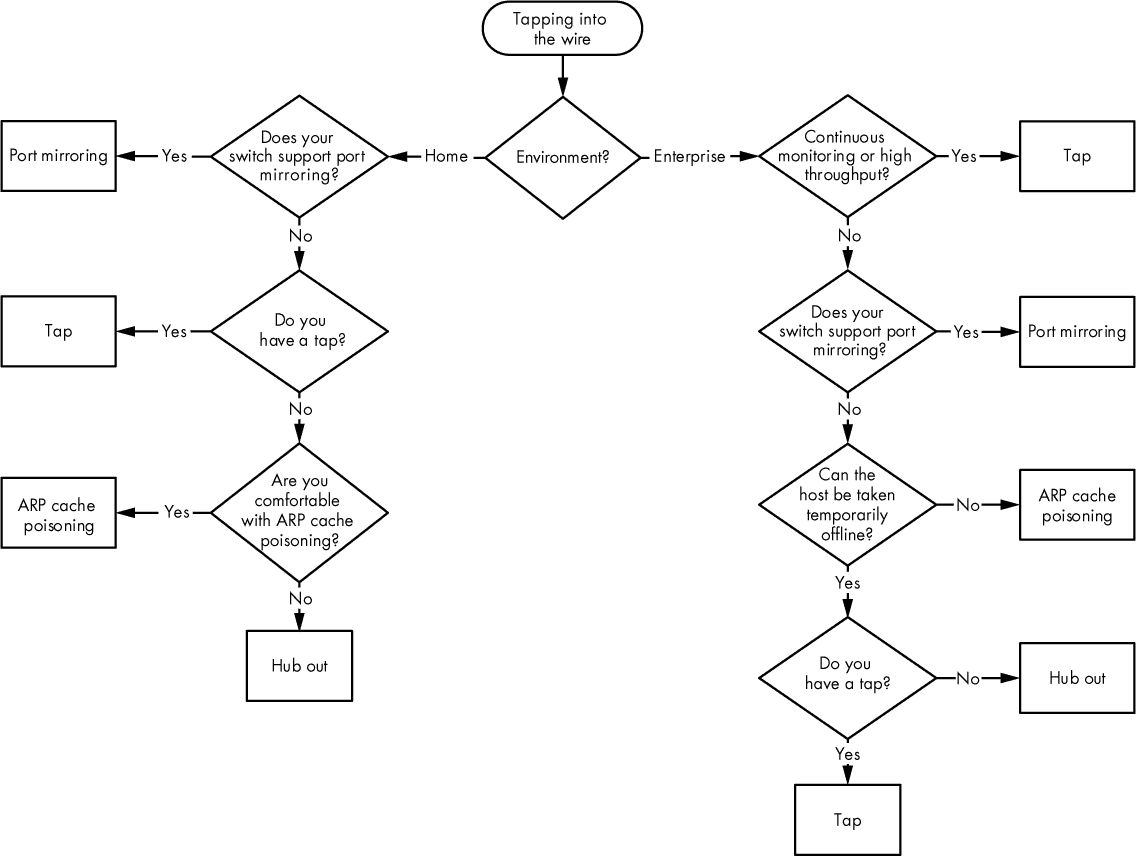 Tapping into
the wire
Environment?
Home
Enterprise
Does your
switch support port
mirroring?
Yes
Port mirroring
No
Do you
have a tap?
Yes
Tap
No
Are you
comfortable
with ARP cache
poisoning?
Yes
ARP cache
poisoning
No
Hub out
Continuous
monitoring or high
throughput?
Yes
Tap
No
Does your
switch support port
mirroring?
Yes
Port mirroring
No
Can the
host be taken
temporarily
offline?
No
ARP cache
poisoning
Yes
Do you
have a tap?
No
Hub out
Yes
Tap